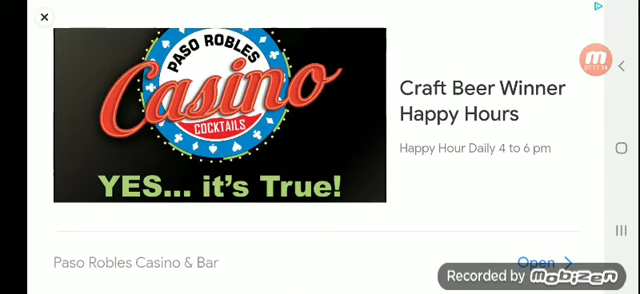 PASO ROBLES
Casino
COCKTAILS
YES... it's True!
Craft Beer Winner
Happy Hours
Happy Hour Daily 4 to 6 pm
Paso Robles Casino & Bar
Open
Recorded by Mobizen